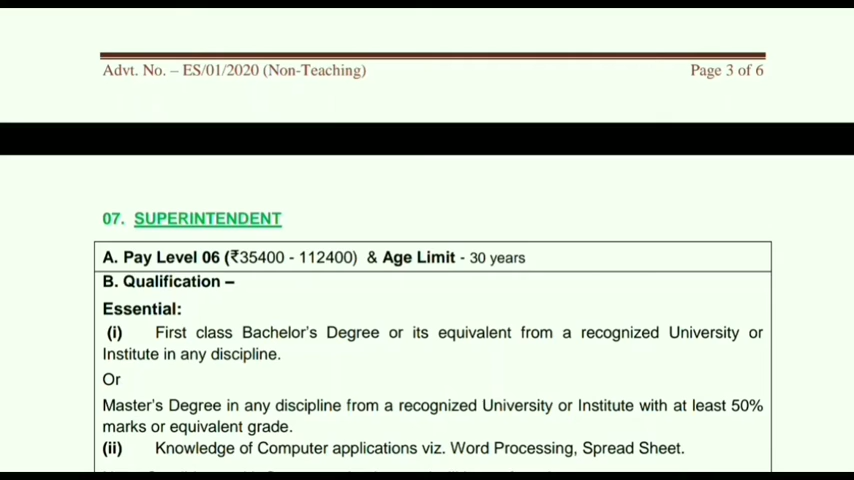 Advt. No. – ES/01/2020 (Non-Teaching) Page 3 of 6
07. SUPERINTENDENT
A. Pay Level 06 (₹35400 - 112400) & Age Limit - 30 years
B. Qualification –
Essential:
(i) First class Bachelor's Degree or its equivalent from a recognized University or
Institute in any discipline.
Or
Master's Degree in any discipline from a recognized University or Institute with at least 50%
marks or equivalent grade.
(ii) Knowledge of Computer applications viz. Word Processing, Spread Sheet.